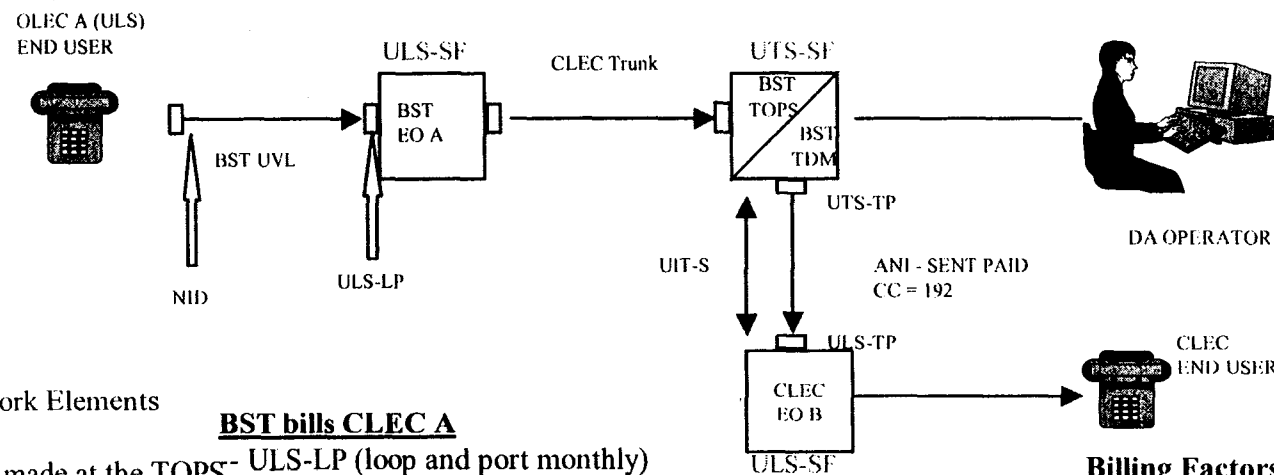 OLEC A (ULS)
END USER
ULS-SF
CLEC Trunk
UTS-SF
BST
EO A
BST
TOPS
BST
TDM
BST UVL
UTS-TP
DA OPERATOR
NID
ULS-LP
UIT-S
ANI - SENT PAID
CC = 192
ULS-TP
CLEC
END USER
CLEC
EO B
ork Elements
BST bills CLEC A
made at the TOPS
- ULS-LP (loop and port monthly)
ULS-SF
Billing Factors